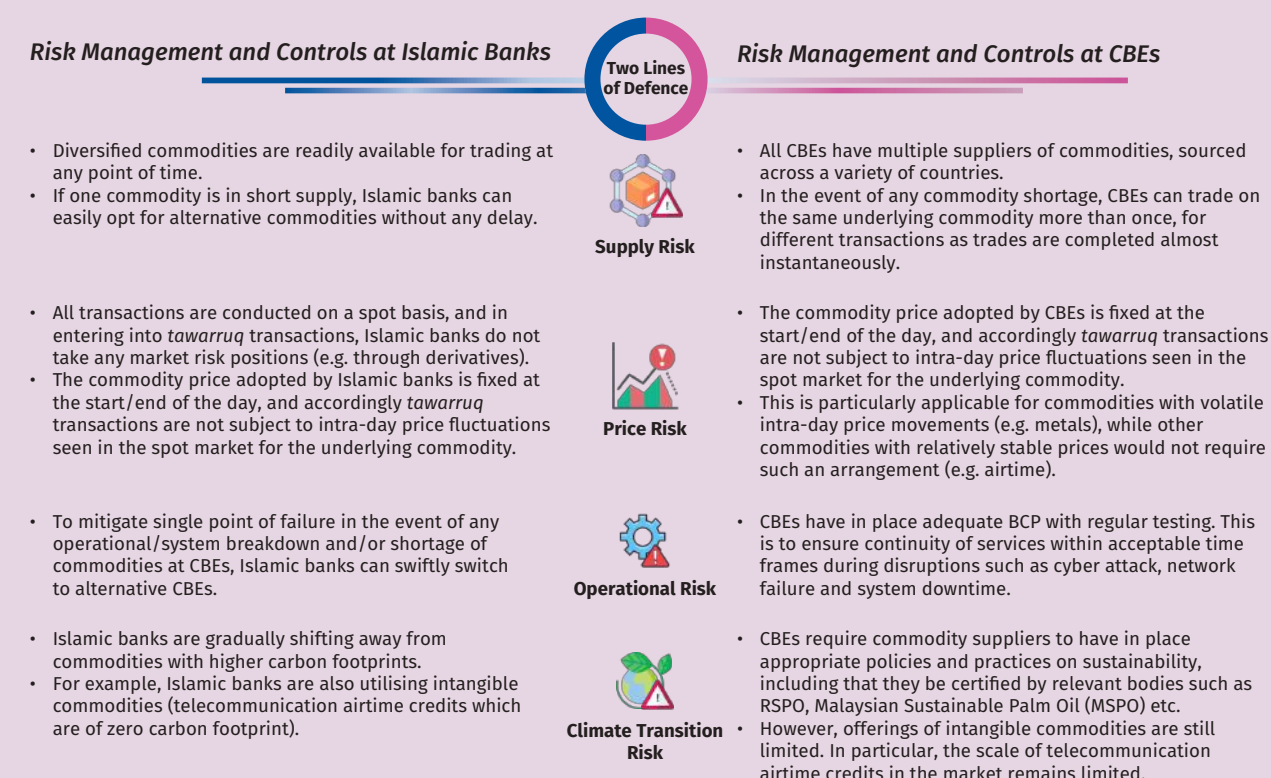 Risk Management and Controls at Islamic Banks
Two Lines
of Defence
Risk Management and Controls at CBEs
• Diversified commodities are readily available for trading at
any point of time.
• If one commodity is in short supply, Islamic banks can
easily opt for alternative commodities without any delay.
Supply Risk
• All CBEs have multiple suppliers of commodities, sourced
across a variety of countries.
• In the event of any commodity shortage, CBEs can trade on
the same underlying commodity more than once, for
different transactions as trades are completed almost
instantaneously.
• All transactions are conducted on a spot basis, and in
entering into tawarruq transactions, Islamic banks do not
take any market risk positions (e.g. through derivatives).
• The commodity price adopted by Islamic banks is fixed at
the start/end of the day, and accordingly tawarruq
transactions are not subject to intra-day price fluctuations
seen in the spot market for the underlying commodity.
Price Risk
• The commodity price adopted by CBEs is fixed at the
start/end of the day, and accordingly tawarruq transactions
are not subject to intra-day price fluctuations seen in the
spot market for the underlying commodity.
• This is particularly applicable for commodities with volatile
intra-day price movements (e.g. metals), while other
commodities with relatively stable prices would not require
such an arrangement (e.g. airtime).
• To mitigate single point of failure in the event of any
operational/system breakdown and/or shortage of
commodities at CBEs, Islamic banks can swiftly switch
to alternative CBEs.
Operational Risk
• CBEs have in place adequate BCP with regular testing. This
is to ensure continuity of services within acceptable time
frames during disruptions such as cyber attack, network
failure and system downtime.
• Islamic banks are gradually shifting away from
commodities with higher carbon footprints.
• For example, Islamic banks are also utilising intangible
commodities (telecommunication airtime credits which
are of zero carbon footprint).
Climate Transition
Risk
• CBEs require commodity suppliers to have in place
appropriate policies and practices on sustainability,
including that they be certified by relevant bodies such as
RSPO, Malaysian Sustainable Palm Oil (MSPO) etc.
• However, offerings of intangible commodities are still
limited. In particular, the scale of telecommunication
airtime credits in the market remains limited.